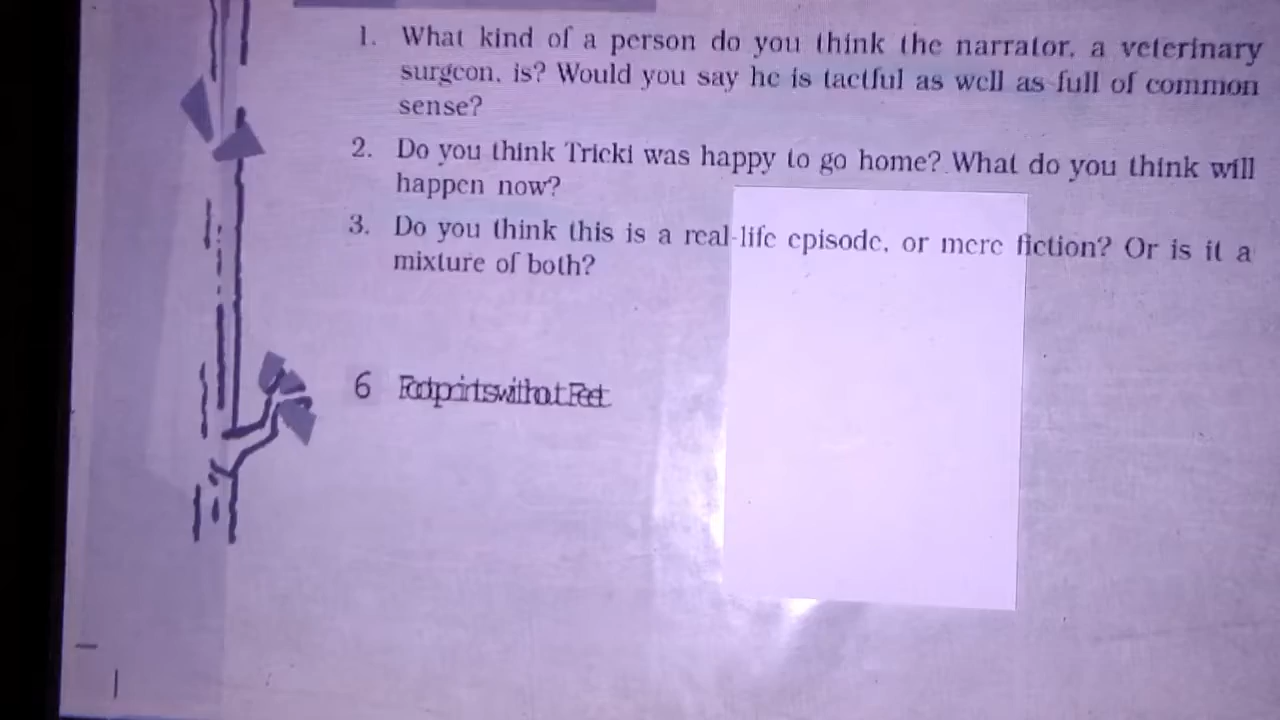 1. What kind of a person do you think the narrator, a veterinary
surgeon, is? Would you say he is tactful as well as full of common
sense?
2. Do you think Tricki was happy to go home? What do you think will
happen now?
3. Do you think this is a real-life episode, or mere fiction? Or is it a
mixture of both?
6 Footprints without Feet